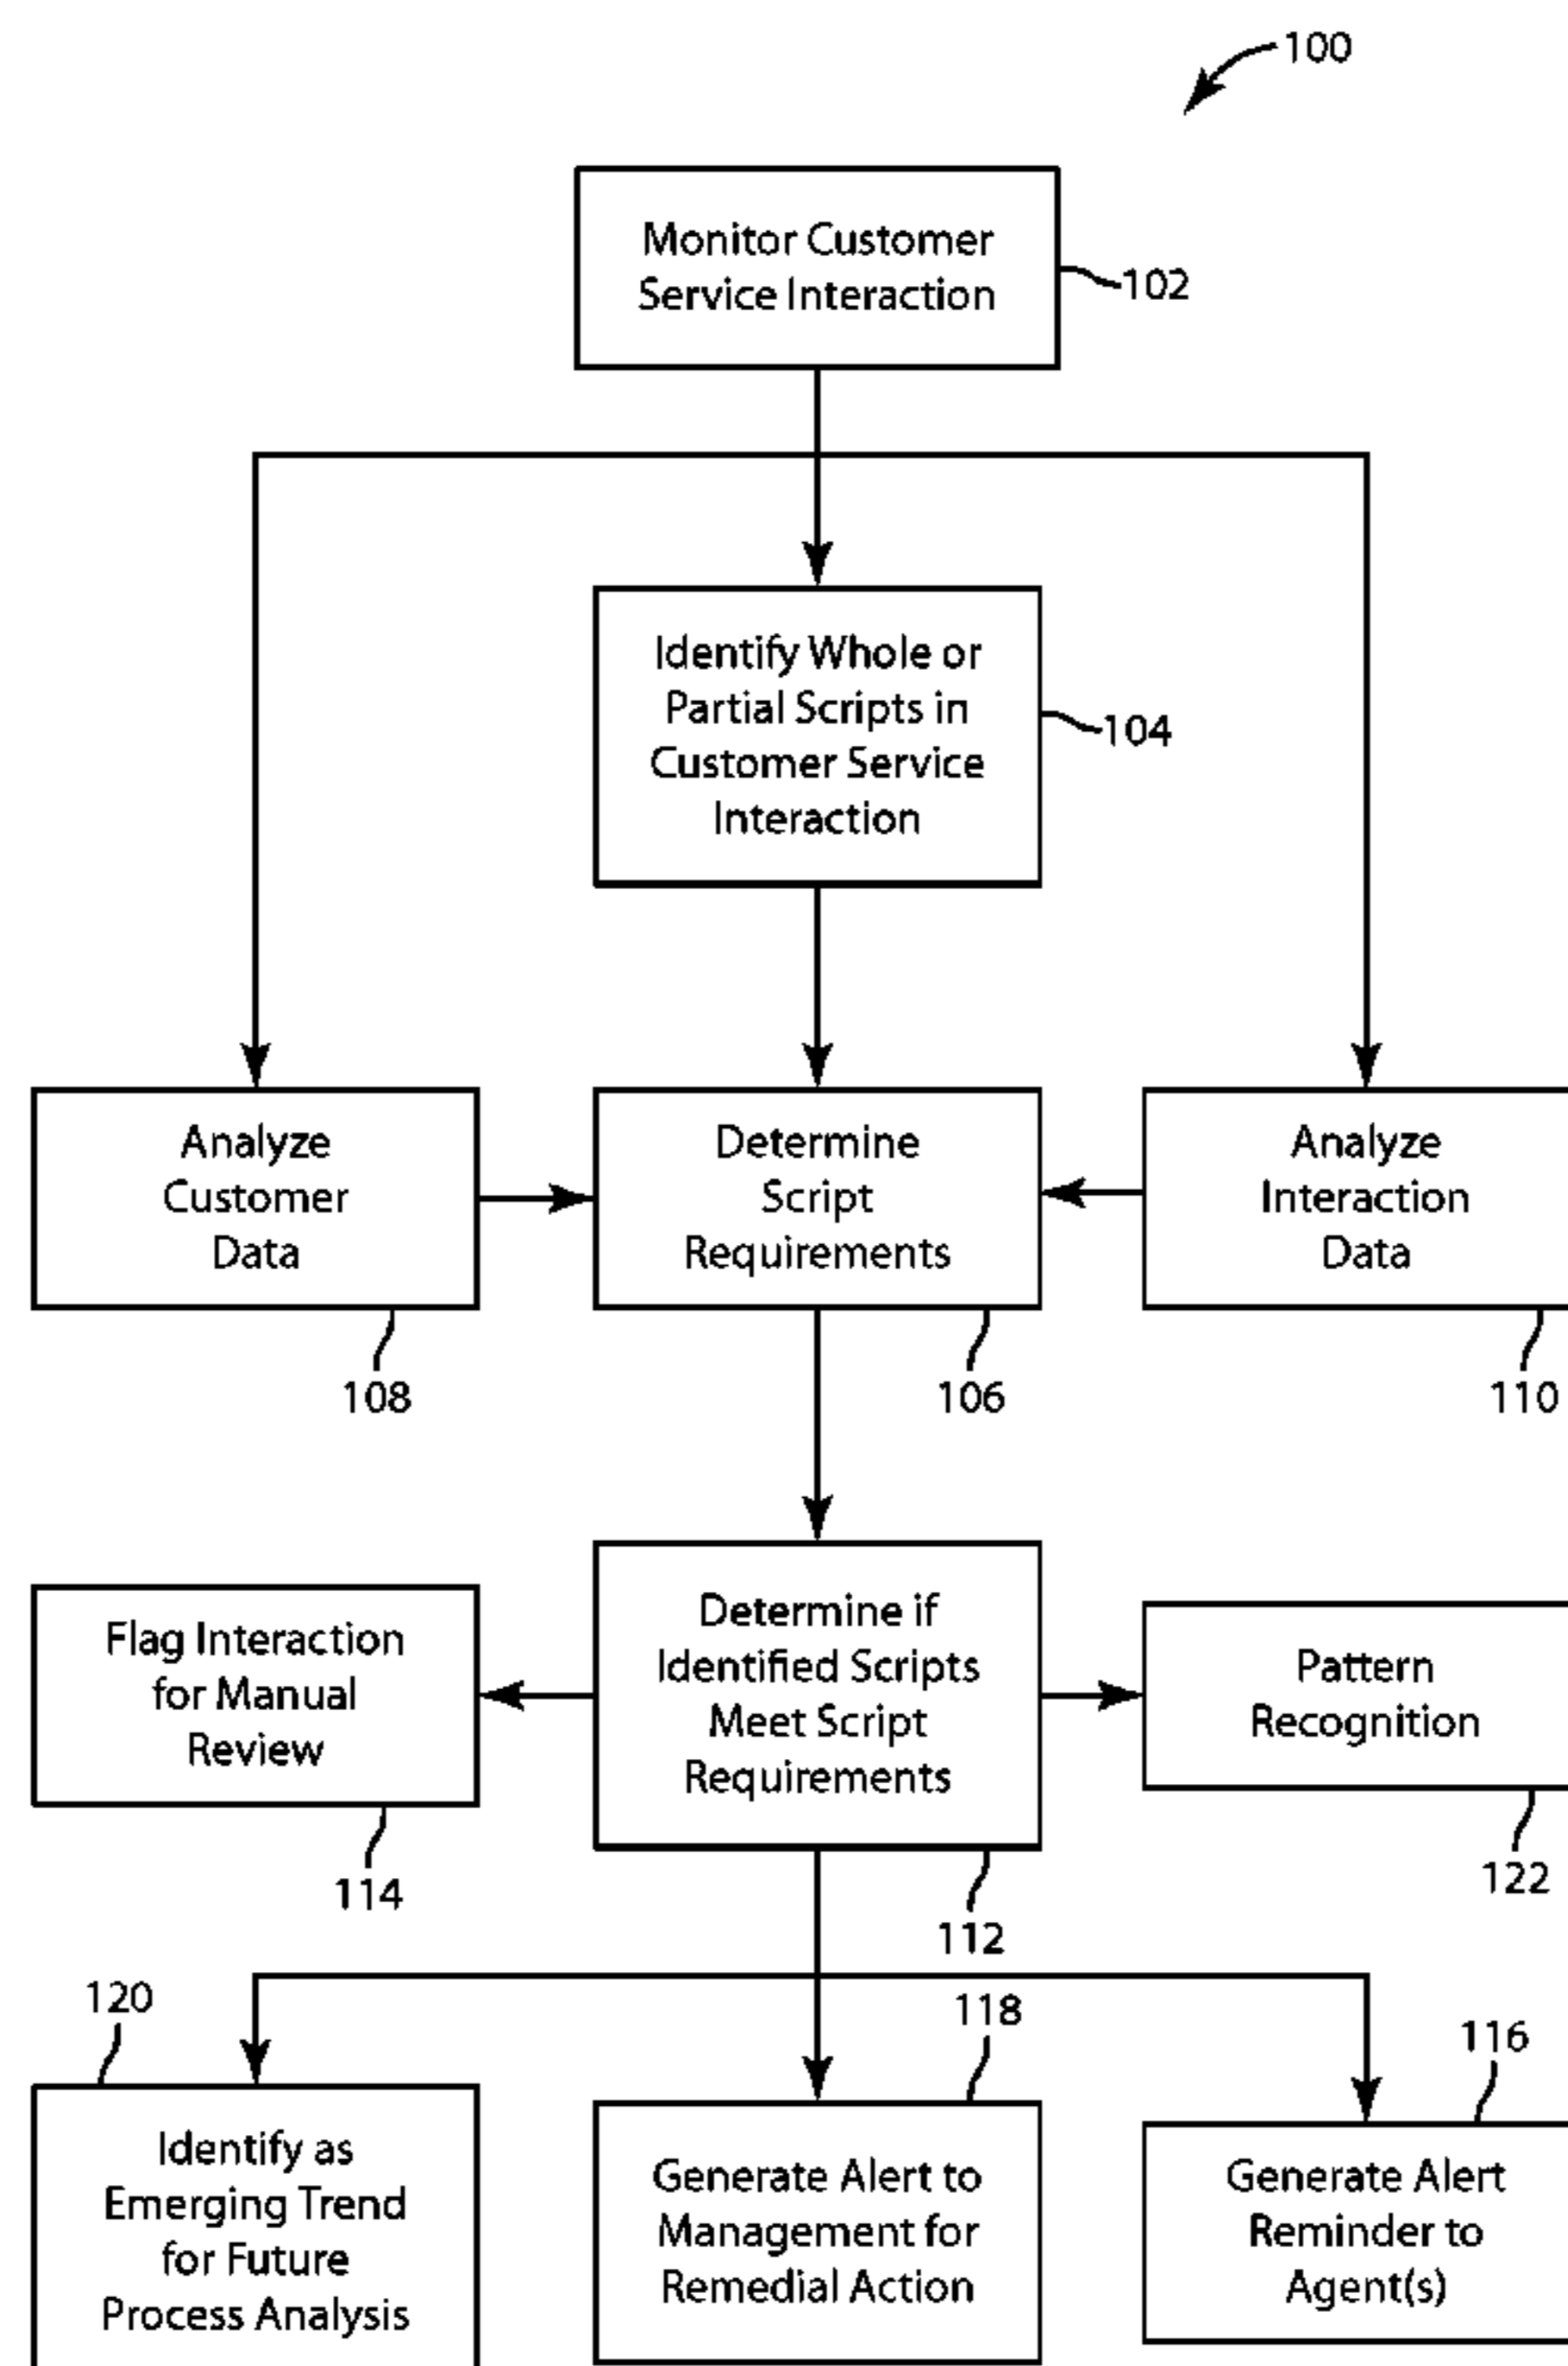 100
Monitor Customer
Service Interaction
102
Identify Whole or
Partial Scripts in
Customer Service
Interaction
104
Analyze
Customer
Data
108
Determine
Script
Requirements
106
Analyze
Interaction
Data
110
Flag Interaction
for Manual
Review
114
Determine if
Identified Scripts
Meet Script
Requirements
112
Pattern
Recognition
122
120
Identify as
Emerging Trend
for Future
Process Analysis
118
Generate Alert to
Management for
Remedial Action
116
Generate Alert
Reminder to
Agent(s)